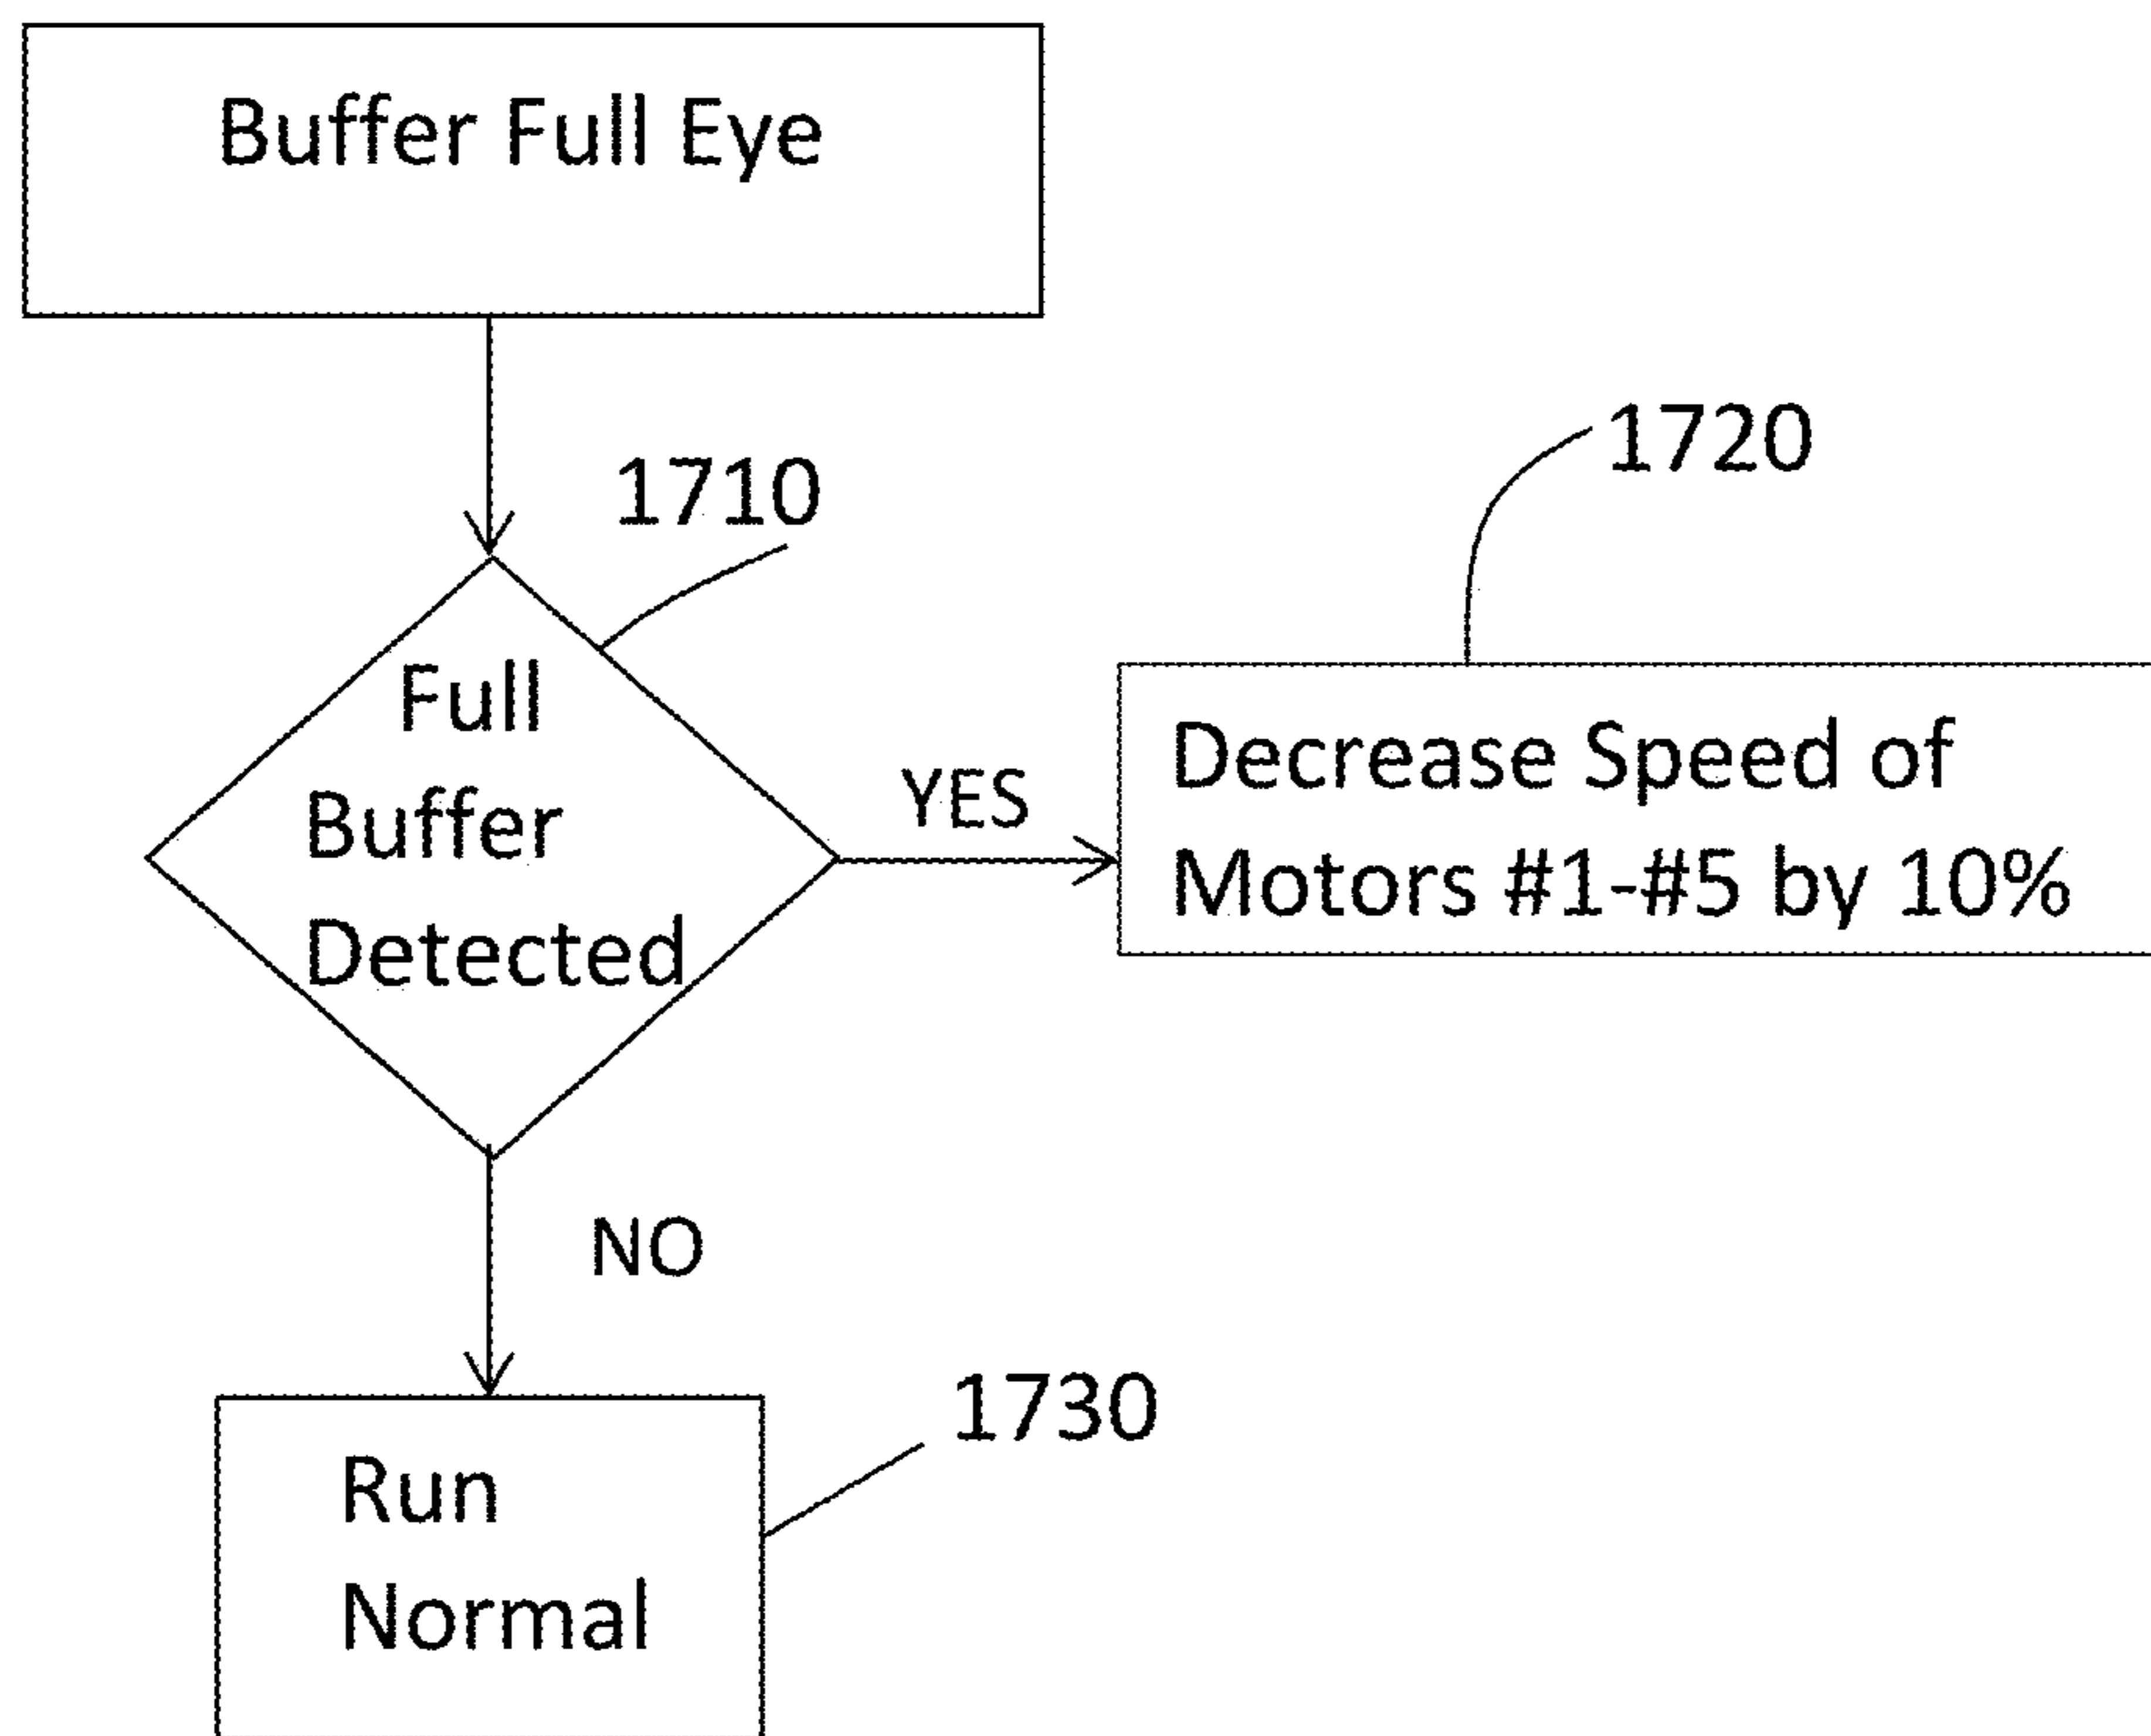 Buffer Full Eye
1710
1720
Full
Buffer
Detected
YES
Decrease Speed of
Motors #1-#5 by 10%
NO
1730
Run
Normal